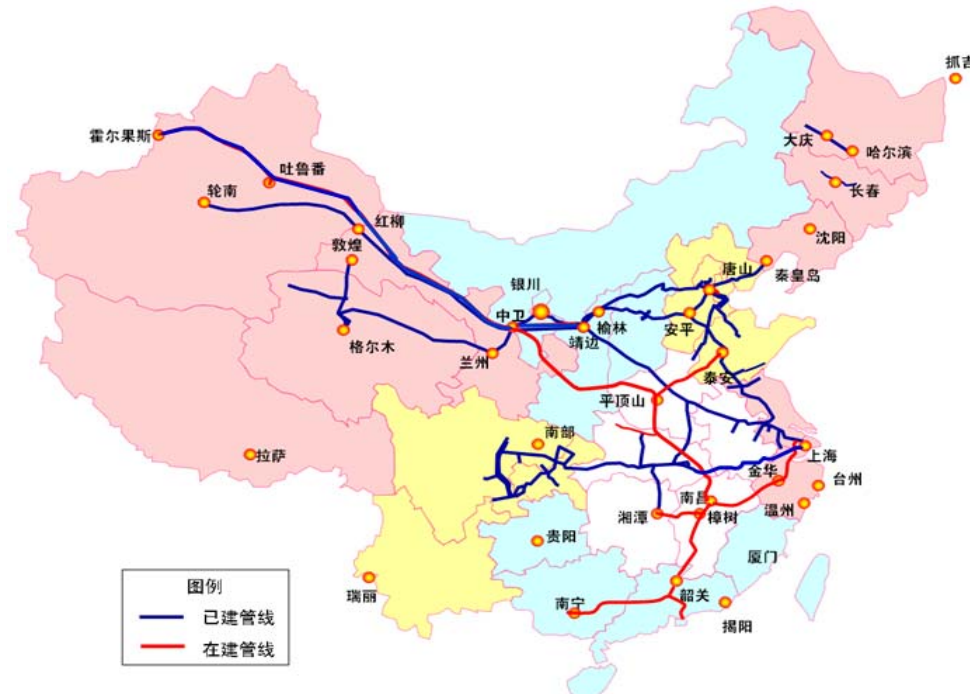 抓吉
霍尔果斯
大庆
哈尔滨
吐鲁番
轮南
长春
红柳
沈阳
敦煌
唐山
秦皇岛
银川
中卫
榆林
安平
靖边
格尔木
兰州
泰安
平顶山
南部
拉萨
上海
金华
台州
南昌
温州
湘潭
樟树
贵阳
厦门
图例
瑞丽
韶关
南宁
已建管线
揭阳
在建管线